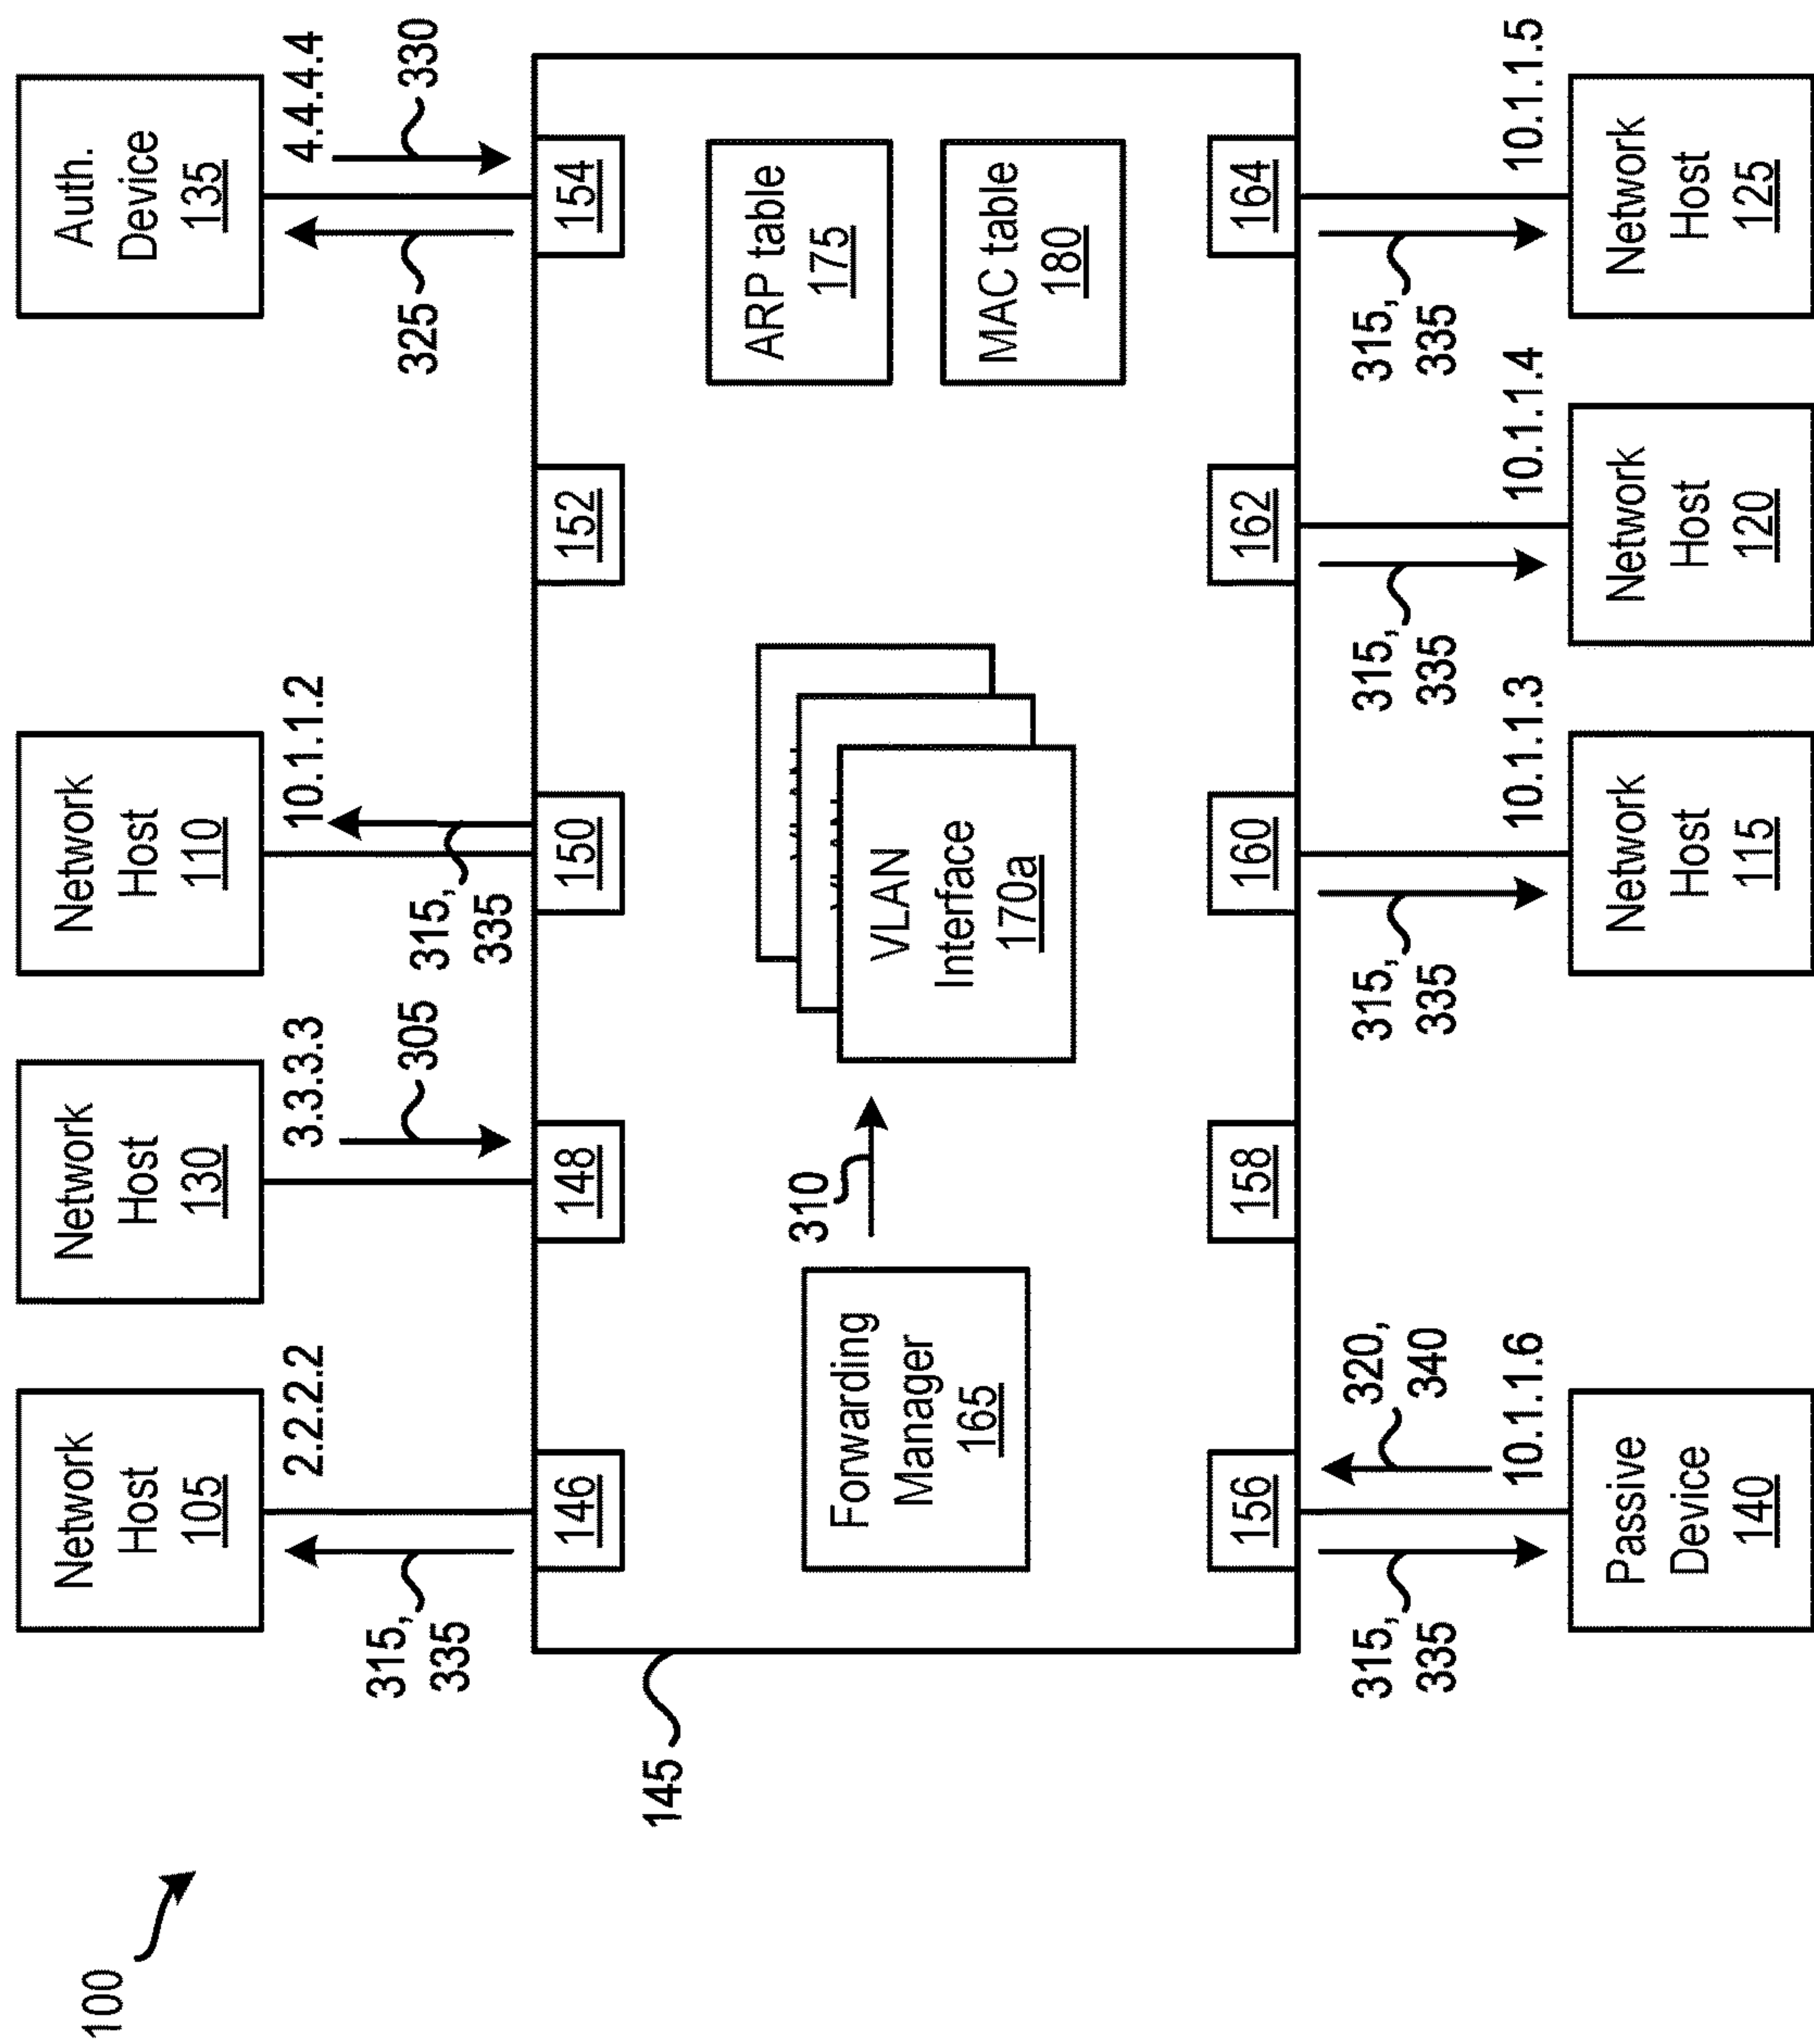 100
145
Network
Host
105
2.2.2.2
315,
335
Network
Host
130
3.3.3.3
305
Network
Host
110
10.1.1.2
315,
335
Auth.
Device
135
4.4.4.4
325
330
146
148
150
152
154
Forwarding
Manager
165
310
VLAN
Interface
170a
ARP table
175
MAC table
180
156
158
160
162
164
315,
335
320,
340
10.1.1.6
Passive
Device
140
315,
335
10.1.1.3
Network
Host
115
315,
335
10.1.1.4
Network
Host
120
315,
335
10.1.1.5
Network
Host
125